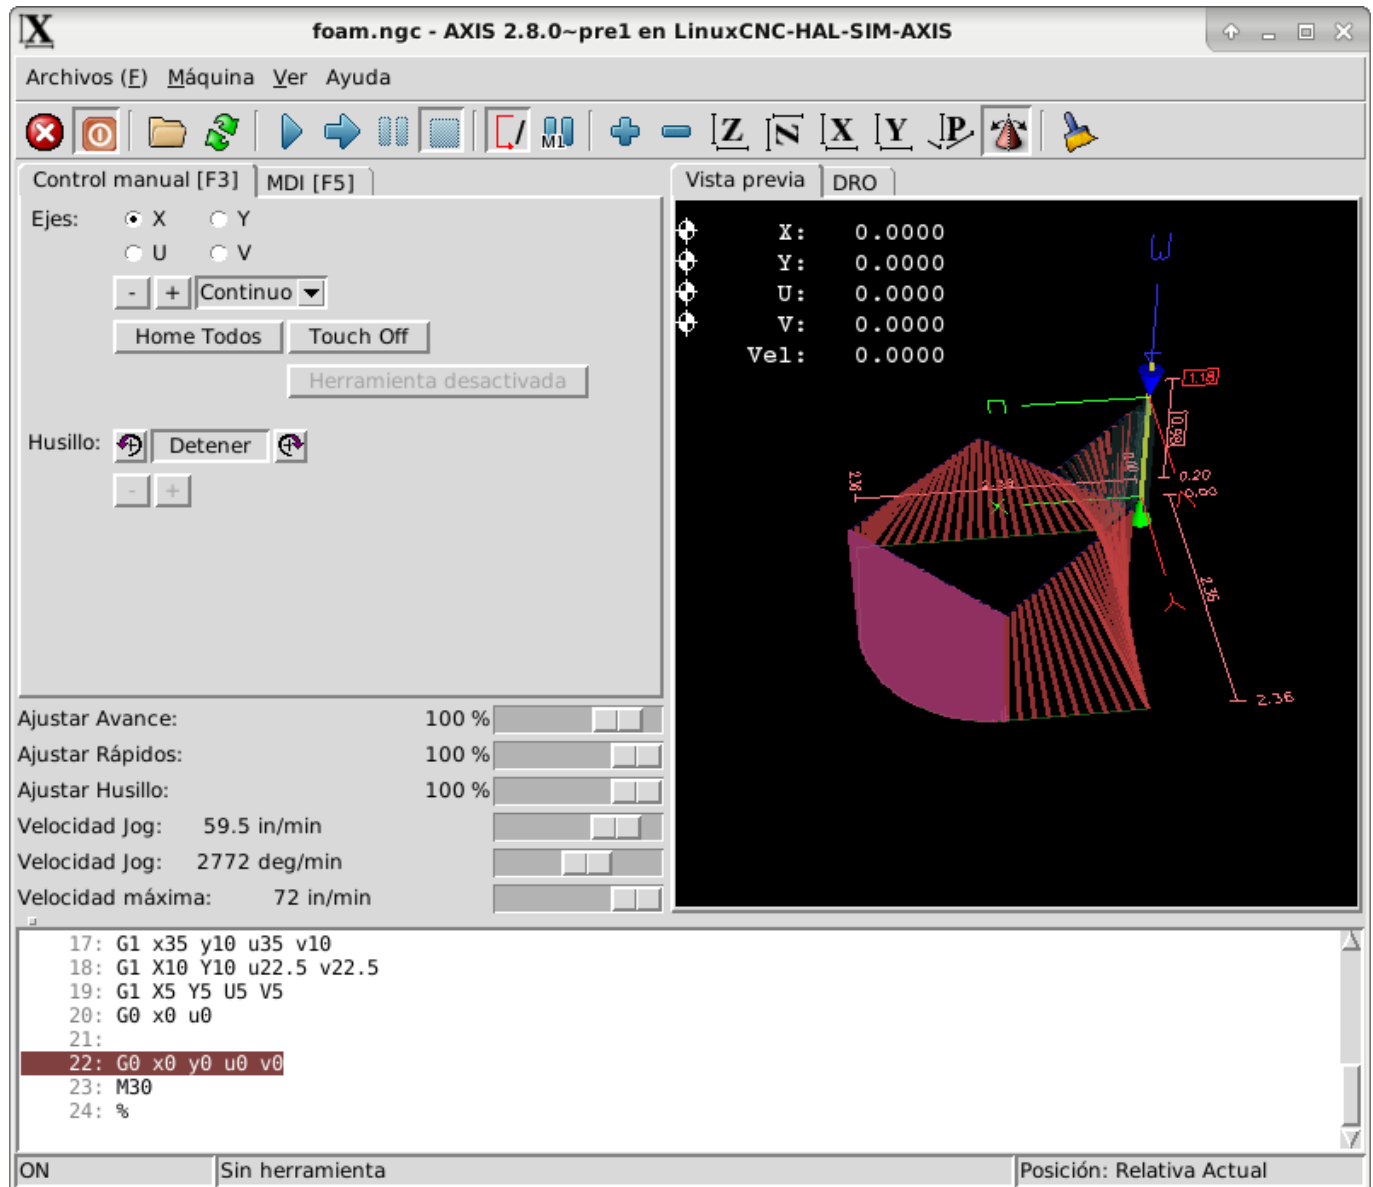 foam.ngc - AXIS 2.8.0~pre1 en LinuxCNC-HAL-SIM-AXIS
Archivos (F) Máquina Ver Ayuda
M1 Z N X Y P
Control manual [F3] MDI [F5]
Ejes: X Y
U V
- + Continuo
Home Todos Touch Off
Herramienta desactivada
Husillo: Detener
- +
Ajustar Avance: 100 %
Ajustar Rápidos: 100 %
Ajustar Husillo: 100 %
Velocidad Jog: 59.5 in/min
Velocidad Jog: 2772 deg/min
Velocidad máxima: 72 in/min
Vista previa DRO
X: 0.0000
Y: 0.0000
U: 0.0000
V: 0.0000
Vel: 0.0000
1.18
0.20
0.00
2.36
2.36
2.36
X
Y
17: G1 x35 y10 u35 v10
18: G1 X10 Y10 u22.5 v22.5
19: G1 X5 Y5 U5 V5
20: G0 x0 u0
21:
22: G0 x0 y0 u0 v0
23: M30
24: %
ON Sin herramienta Posición: Relativa Actual